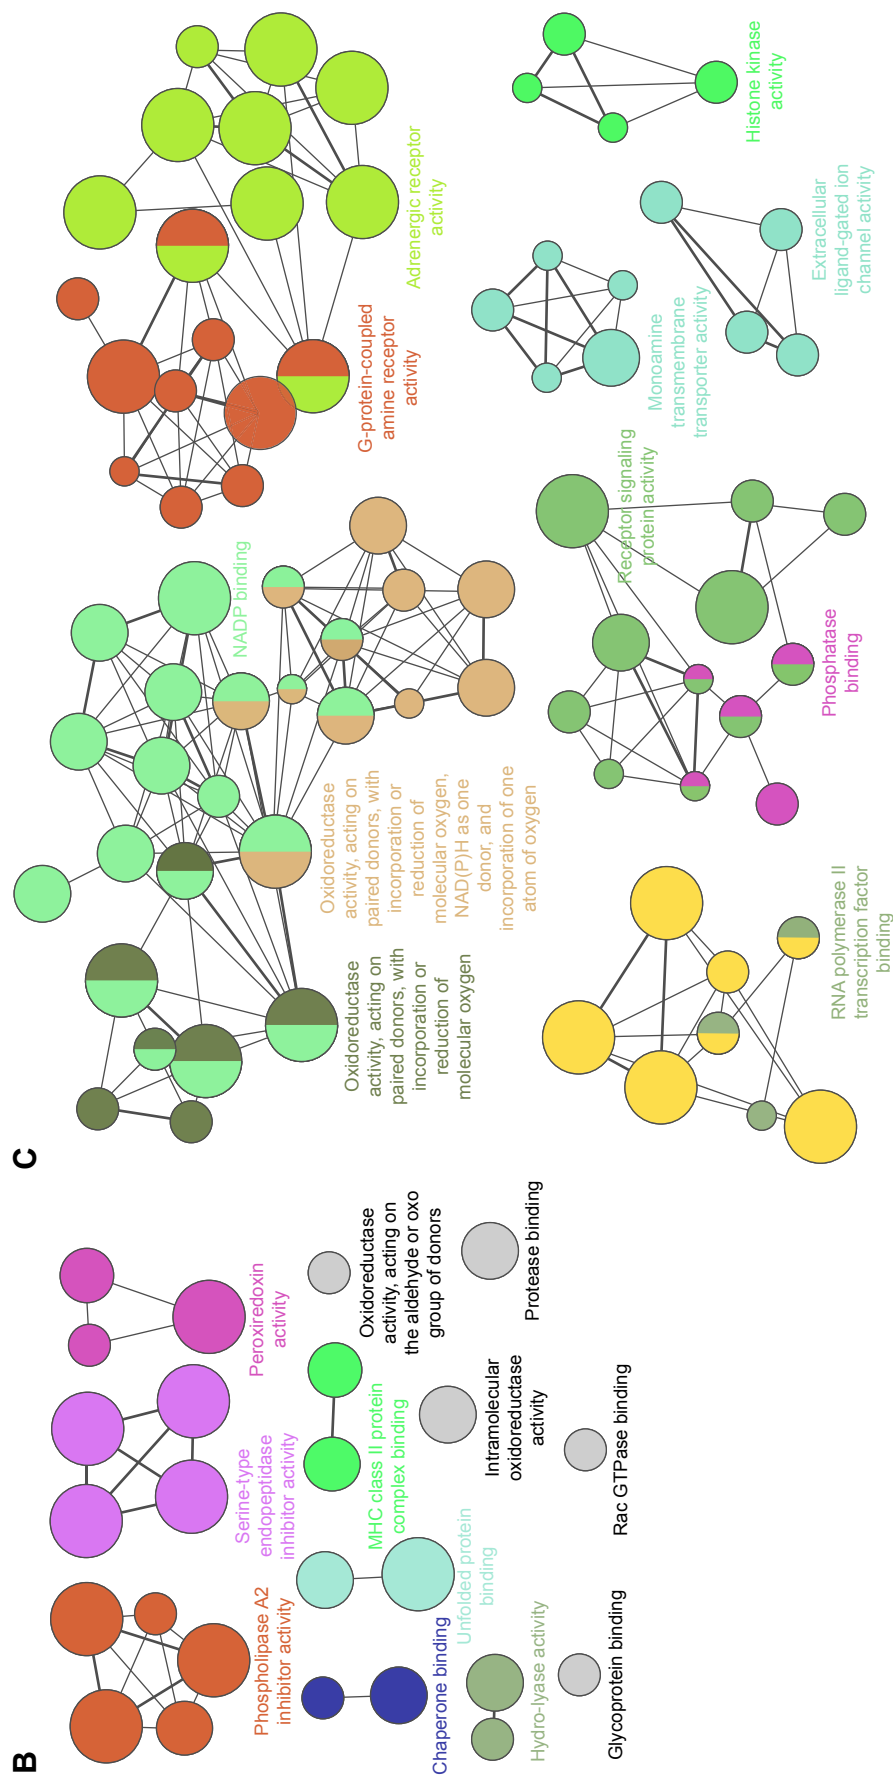 B
Phospholipase A2
inhibitor activity
Serine-type
endopeptidase
inhibitor activity
Peroxiredoxin
activity
Chaperone binding
Unfolded protein
binding
MHC class II protein
complex binding
Oxidoreductase
activity, acting on
the aldehyde or oxo
group of donors
Hydro-lyase activity
Intramolecular
oxidoreductase
activity
Protease binding
Glycoprotein binding
Rac GTPase binding
C
Oxidoreductase
activity, acting on
paired donors, with
incorporation or
reduction of
molecular oxygen
Oxidoreductase
activity, acting on
paired donors, with
incorporation or
reduction of
molecular oxygen,
NAD(P)H as one
donor, and
incorporation of one
atom of oxygen
NADP binding
G-protein-coupled
amine receptor
activity
Adrenergic receptor
activity
RNA polymerase II
transcription factor
binding
Phosphatase
binding
Receptor signaling
protein activity
Monoamine
transmembrane
transporter activity
Extracellular
ligand-gated ion
channel activity
Histone kinase
activity